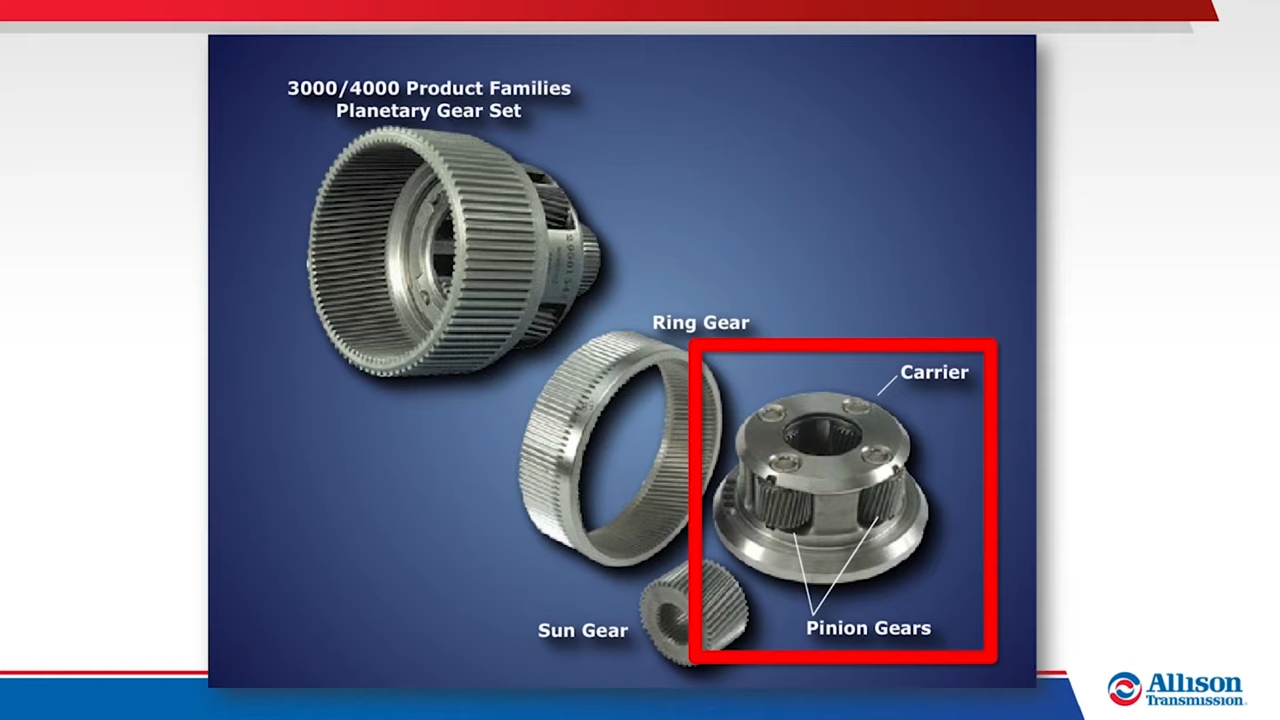 3000/4000 Product Families
Planetary Gear Set
Ring Gear
Carrier
Sun Gear
Pinion Gears
Allison
Transmission